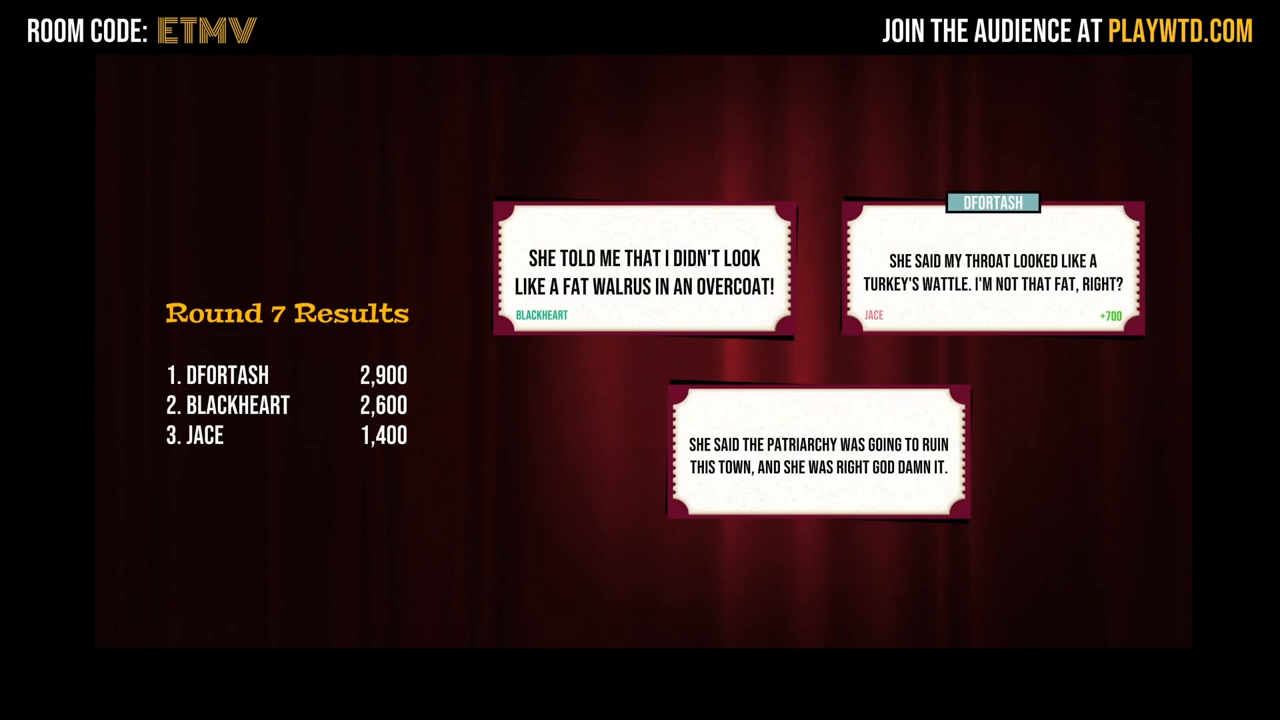 ROOM CODE: ETMV
JOIN THE AUDIENCE AT PLAYWTD.COM
Round 7 Results
1. DFORTASH 2,900
2. BLACKHEART 2,600
3. JACE 1,400
SHE TOLD ME THAT I DIDN'T LOOK
LIKE A FAT WALRUS IN AN OVERCOAT!
BLACKHEART
DFORTASH
SHE SAID MY THROAT LOOKED LIKE A
TURKEY'S WATTLE. I'M NOT THAT FAT, RIGHT?
JACE +700
SHE SAID THE PATRIARCHY WAS GOING TO RUIN
THIS TOWN, AND SHE WAS RIGHT GOD DAMN IT.